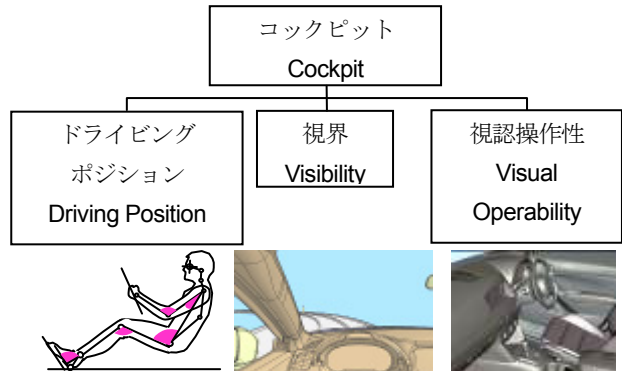 コックピット
Cockpit
ドライビング
ポジション
Driving Position
視界
Visibility
視認操作性
Visual
Operability